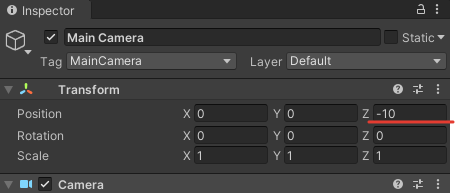 Inspector
Main Camera Static
Tag MainCamera Layer Default
Transform
Position X 0 Y 0 Z -10
Rotation X 0 Y 0 Z 0
Scale X 1 Y 1 Z 1
Camera